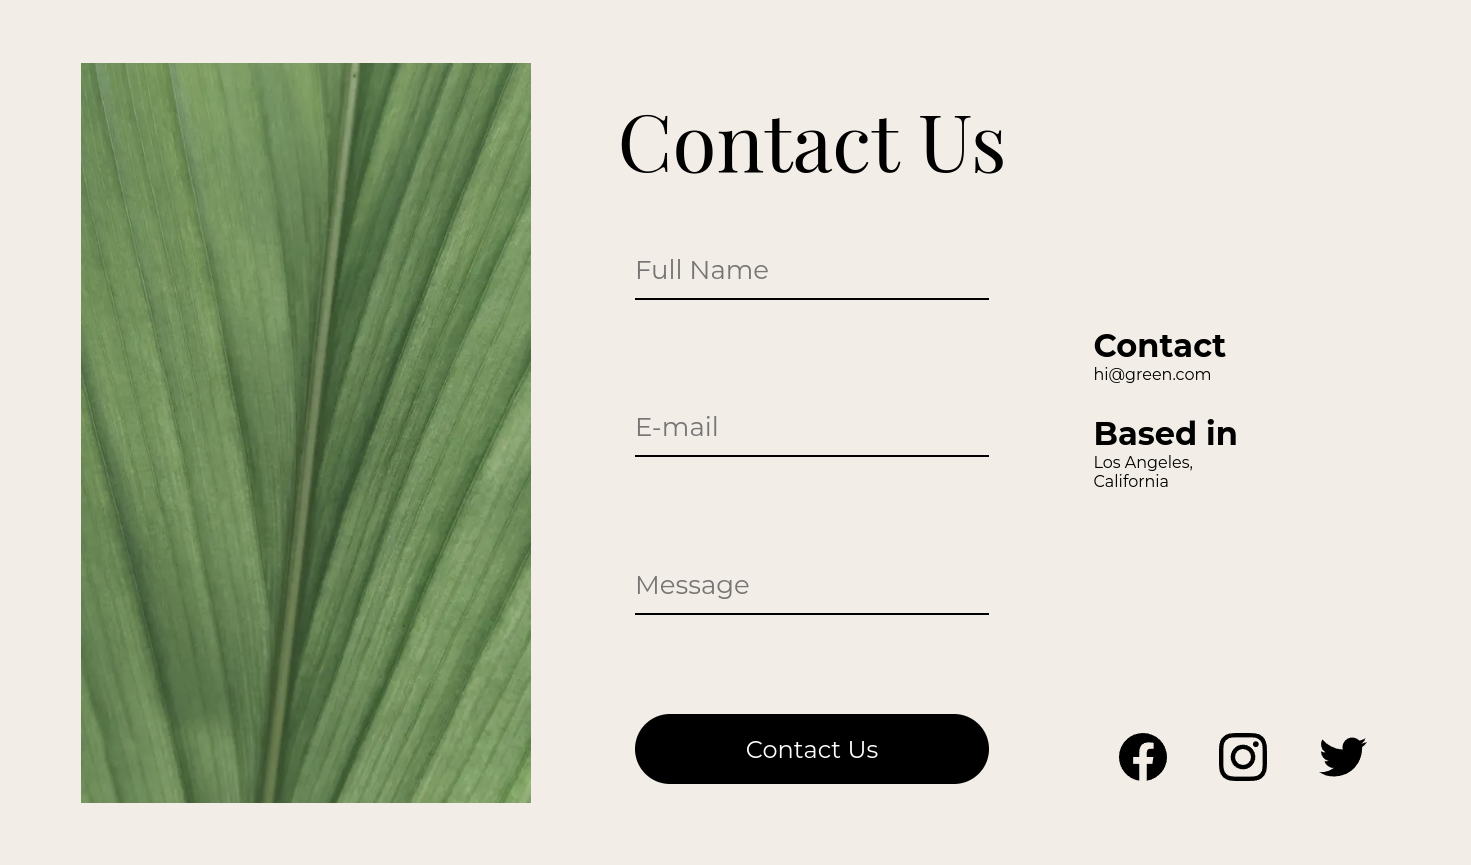 Contact Us
Full Name
E-mail
Message
Contact Us
Contact
hi@green.com
Based in
Los Angeles,
California